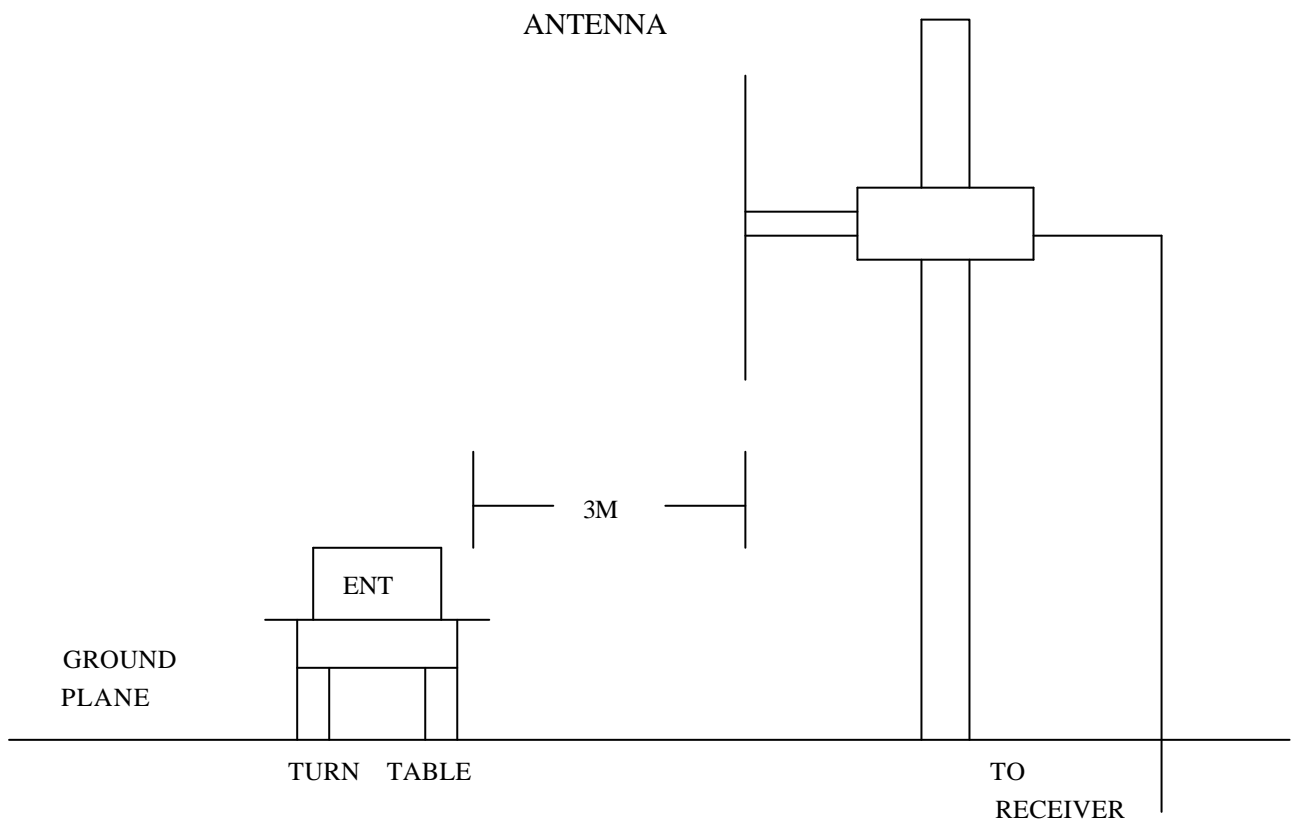 ANTENNA
3M
ENT
GROUND
PLANE
TURN TABLE
TO
RECEIVER